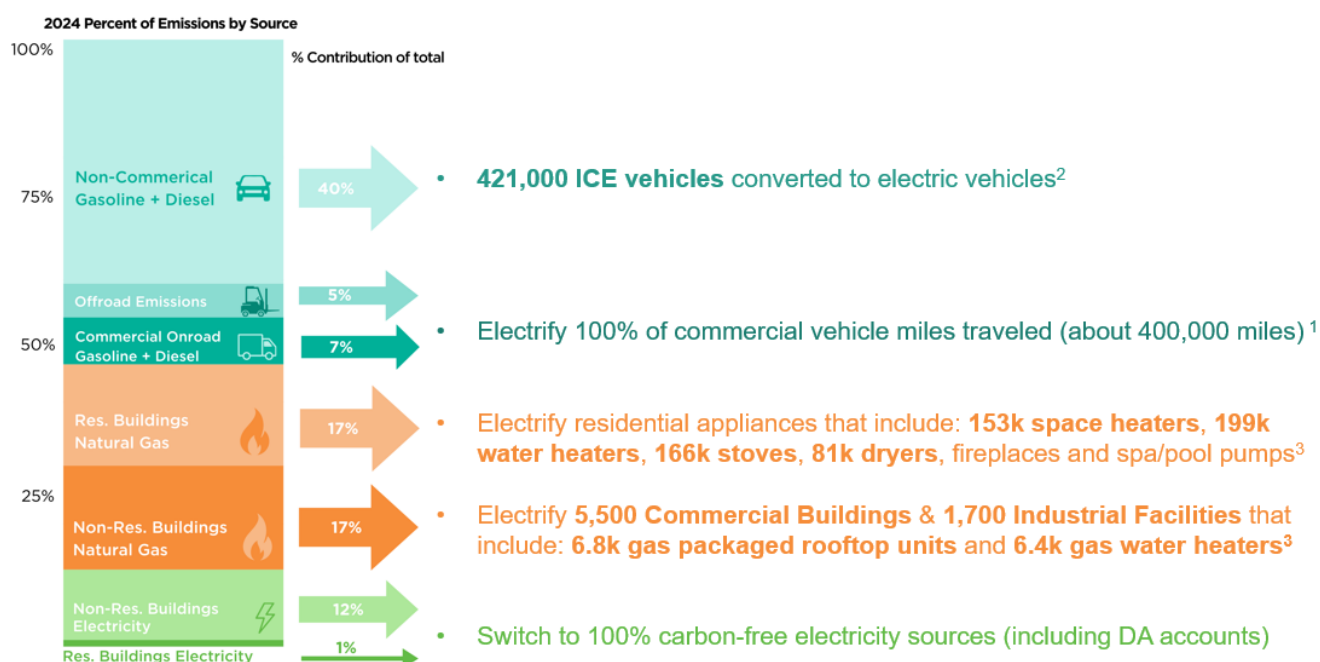 2024 Percent of Emissions by Source
100%
% Contribution of total
Non-Commerical
Gasoline + Diesel
40%
• 421,000 ICE vehicles converted to electric vehicles2
75%
Offroad Emissions
5%
Commercial Onroad
Gasoline + Diesel
7%
• Electrify 100% of commercial vehicle miles traveled (about 400,000 miles) 1
50%
Res. Buildings
Natural Gas
17%
• Electrify residential appliances that include: 153k space heaters, 199k
water heaters, 166k stoves, 81k dryers, fireplaces and spa/pool pumps3
25%
Non-Res. Buildings
Natural Gas
17%
• Electrify 5,500 Commercial Buildings & 1,700 Industrial Facilities that
include: 6.8k gas packaged rooftop units and 6.4k gas water heaters3
Non-Res. Buildings
Electricity
12%
• Switch to 100% carbon-free electricity sources (including DA accounts)
Res. Buildings Electricity
1%